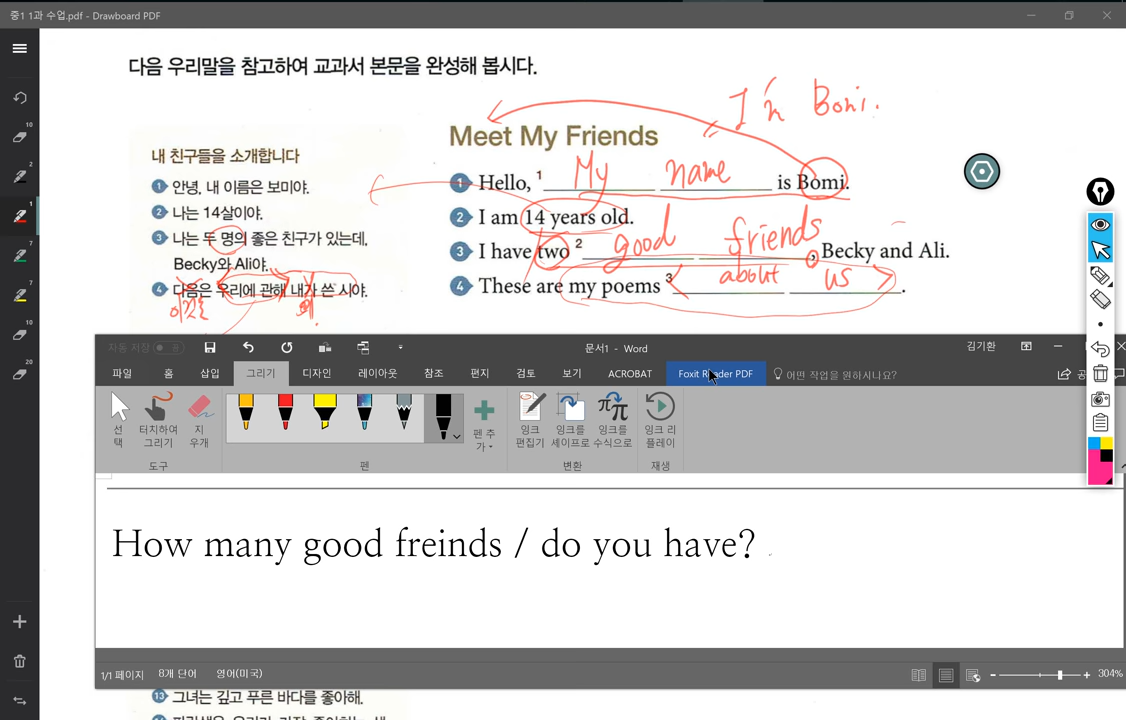 중1 1과 수업.pdf - Drawboard PDF
다음 우리말을 참고하여 교과서 본문을 완성해 봅시다.
I'm Bomi.
Meet My Friends
내 친구들을 소개합니다
1 안녕, 내 이름은 보미야.
2 나는 14살이야.
3 나는 두 명의 좋은 친구가 있는데,
Becky와 Ali야.
4 다음은 우리에 관해 내가 쓴 시야.
이것은
1 Hello, 1 My name is Bomi.
2 I am 14 years old.
3 I have two 2 good friends, Becky and Ali.
4 These are my poems 3 about us.
10
2
1
7
7
10
20
자동 저장
문서1 - Word
김기환
파일 홈 삽입 그리기 디자인 레이아웃 참조 편지 검토 보기 ACROBAT Foxit Reader PDF 어떤 작업을 원하시나요? 공
선택
터치하여 그리기
지우개
펜 추가
잉크 편집기
잉크를 셰이프로
잉크를 수식으로
잉크 리플레이
도구 펜 변환 재생
How many good freinds / do you have?
1/1 페이지 8개 단어 영어(미국) 304%
13 그녀는 깊고 푸른 바다를 좋아해.